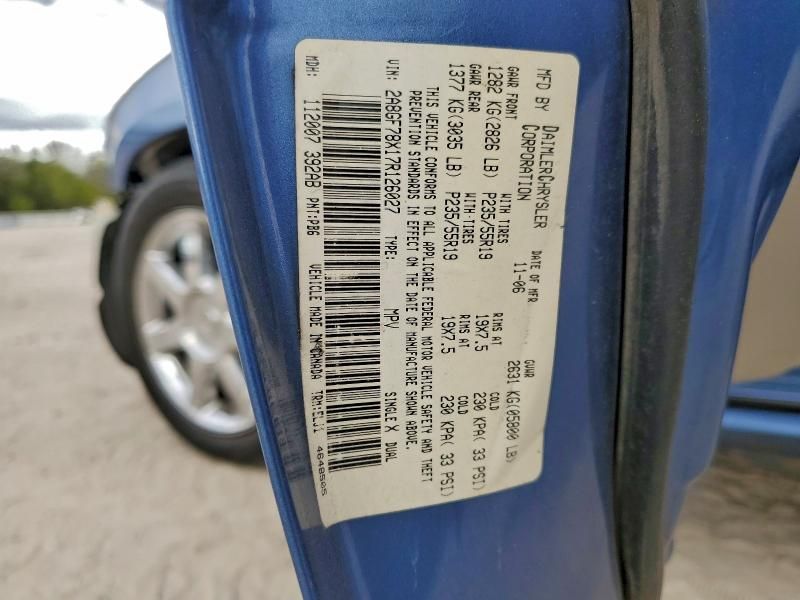 MFD BY DAIMLERCHRYSLER CORPORATION
DATE OF MFR 11-06
GVWR 2631 KG(05800 LB)
GAWR FRONT WITH TIRES RIMS AT COLD
1282 KG(2826 LB) P235/55R19 19X7.5 230 KPA( 33 PSI)
GAWR REAR WITH TIRES RIMS AT COLD
1377 KG(3035 LB) P235/55R19 19X7.5 230 KPA( 33 PSI)
THIS VEHICLE CONFORMS TO ALL APPLICABLE FEDERAL MOTOR VEHICLE SAFETY AND THEFT
PREVENTION STANDARDS IN EFFECT ON THE DATE OF MANUFACTURE SHOWN ABOVE.
VIN: 2A8GF78X17R126027 TYPE: MPV SINGLE X DUAL
MDH: 112007 392AB PNT:PB6 VEHICLE MADE IN CANADA TRM:ELJ1 4648505